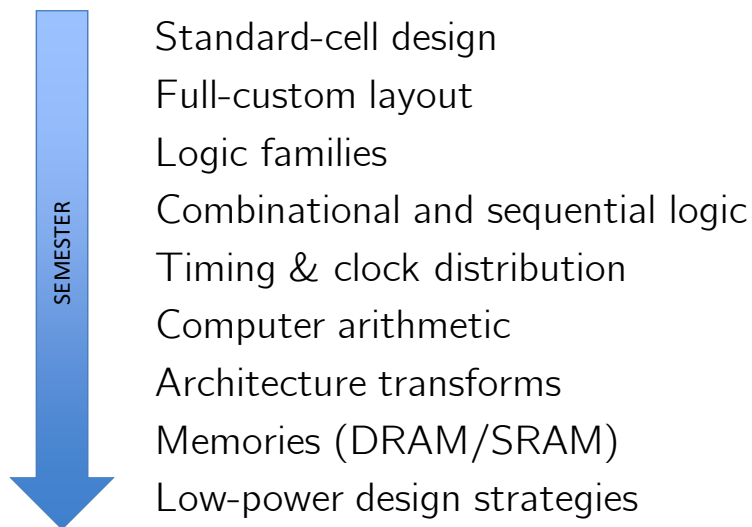 SEMESTER
Standard-cell design
Full-custom layout
Logic families
Combinational and sequential logic
Timing & clock distribution
Computer arithmetic
Architecture transforms
Memories (DRAM/SRAM)
Low-power design strategies